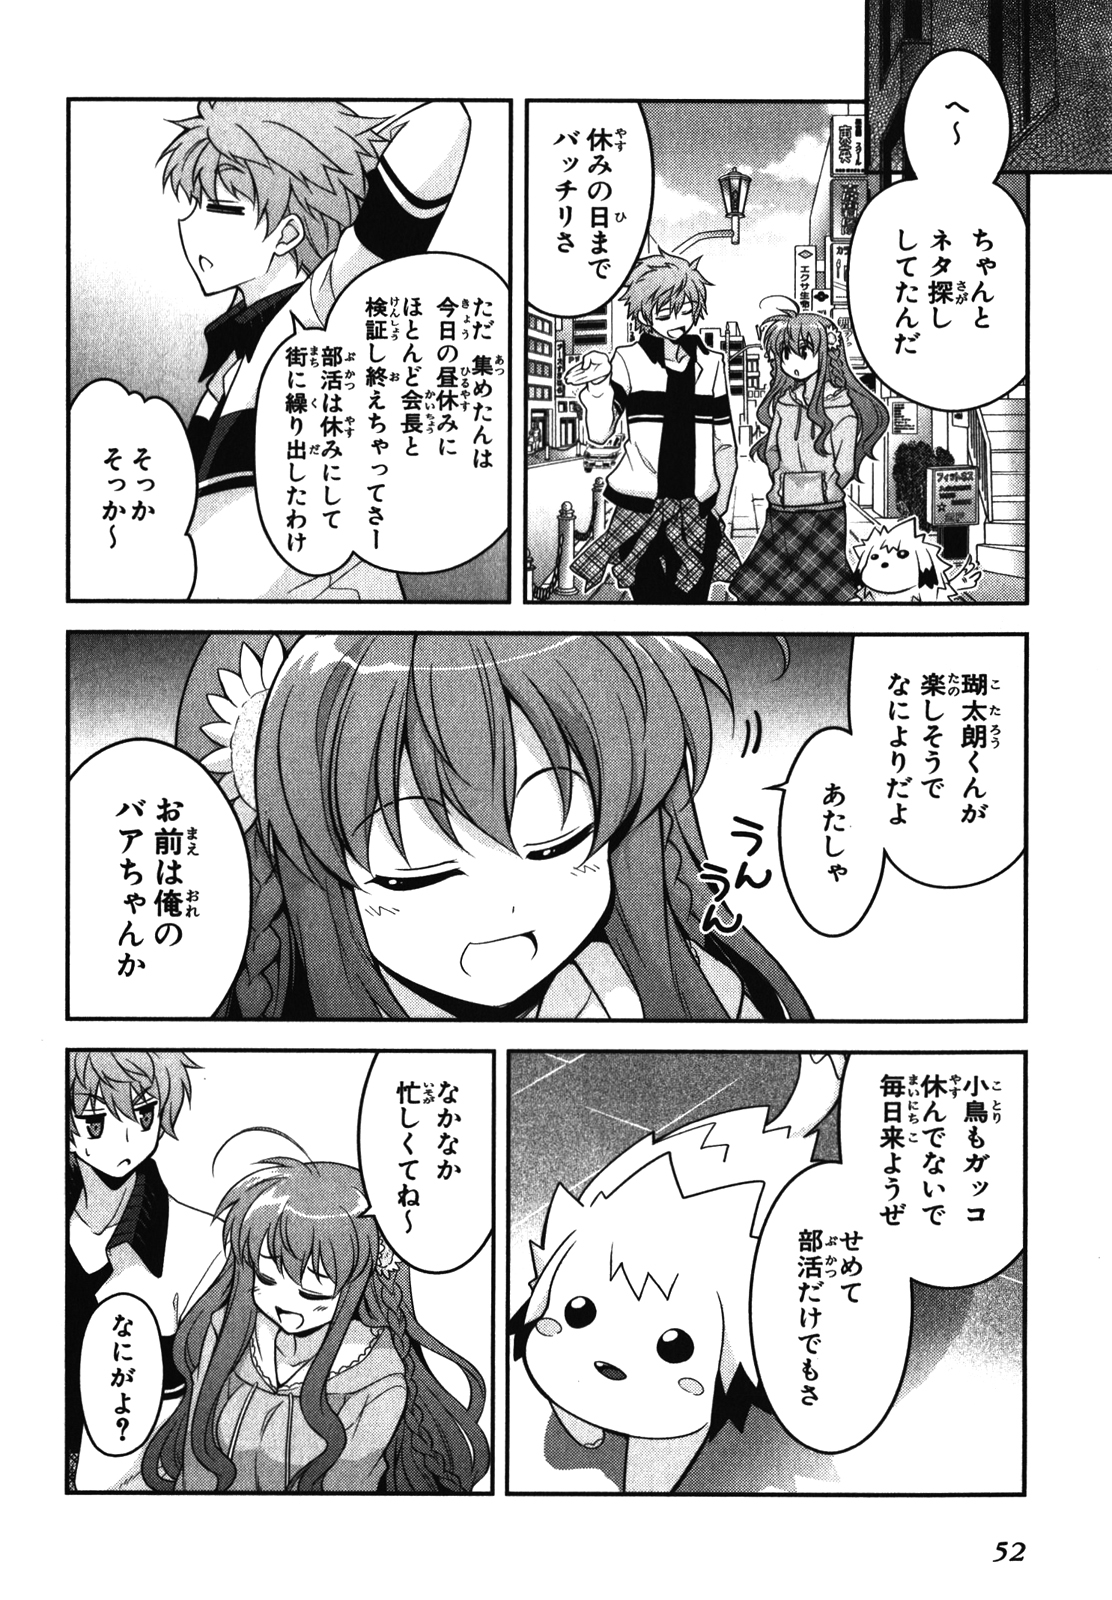 へ〜
ちゃんと
ネタ探し
してたんだ
休みの日まで
バッチリさ
エクサ生命
フィットネス
ただ 集めたんは
今日の昼休みに
ほとんど会長と
検証し終えちゃってさー
部活は休みにして
街に繰り出したわけ
そっか
そっか〜
瑚太朗くんが
楽しそうで
なによりだよ
あたしゃ
うん
うん
お前は俺の
バアちゃんか
小鳥もガッコ
休んでないで
毎日来ようぜ
せめて
部活だけでもさ
なかなか
忙しくてね〜
なにがよ？
52